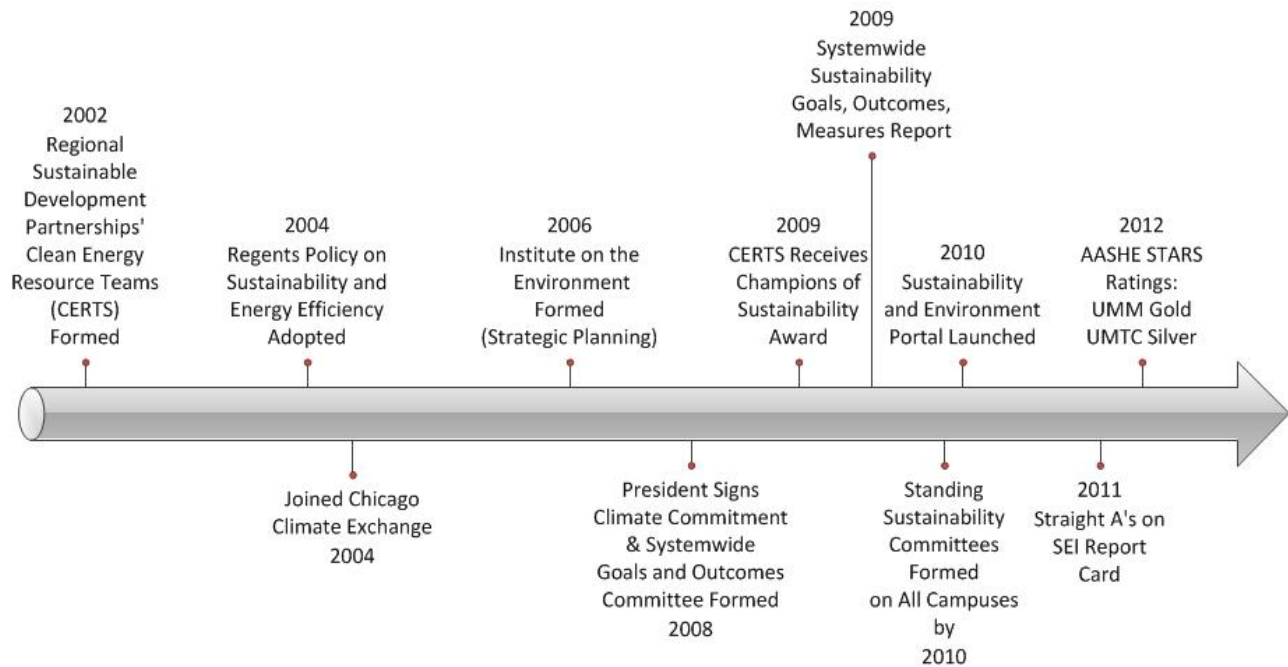 2002
Regional
Sustainable
Development
Partnerships'
Clean Energy
Resource Teams
(CERTS)
Formed
2004
Regents Policy on
Sustainability and
Energy Efficiency
Adopted
2006
Institute on the
Environment
Formed
(Strategic Planning)
2009
CERTS Receives
Champions of
Sustainability
Award
2009
Systemwide
Sustainability
Goals, Outcomes,
Measures Report
2010
Sustainability
and Environment
Portal Launched
2012
AASHE STARS
Ratings:
UMM Gold
UMTC Silver
Joined Chicago
Climate Exchange
2004
President Signs
Climate Commitment
& Systemwide
Goals and Outcomes
Committee Formed
2008
Standing
Sustainability
Committees
Formed
on All Campuses
by
2010
2011
Straight A's on
SEI Report
Card